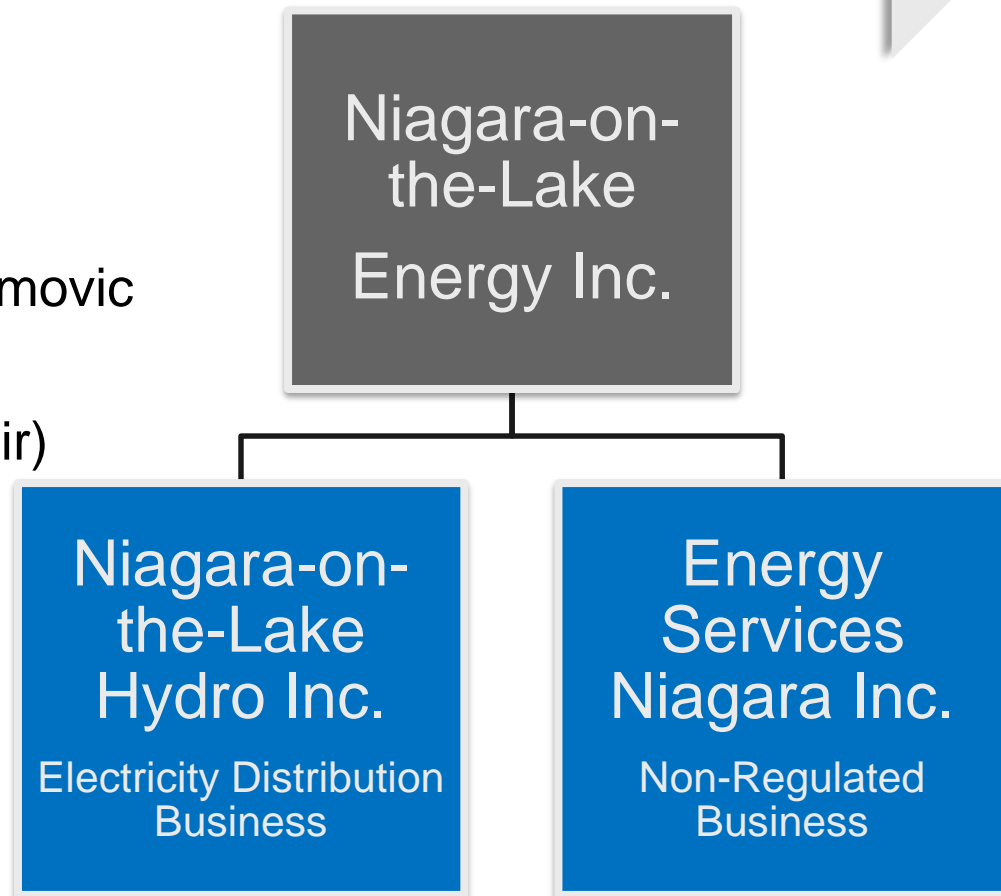 Niagara-on-
the-Lake
Energy Inc.
movic
ir)
Niagara-on-
the-Lake
Hydro Inc.
Electricity Distribution
Business
Energy
Services
Niagara Inc.
Non-Regulated
Business